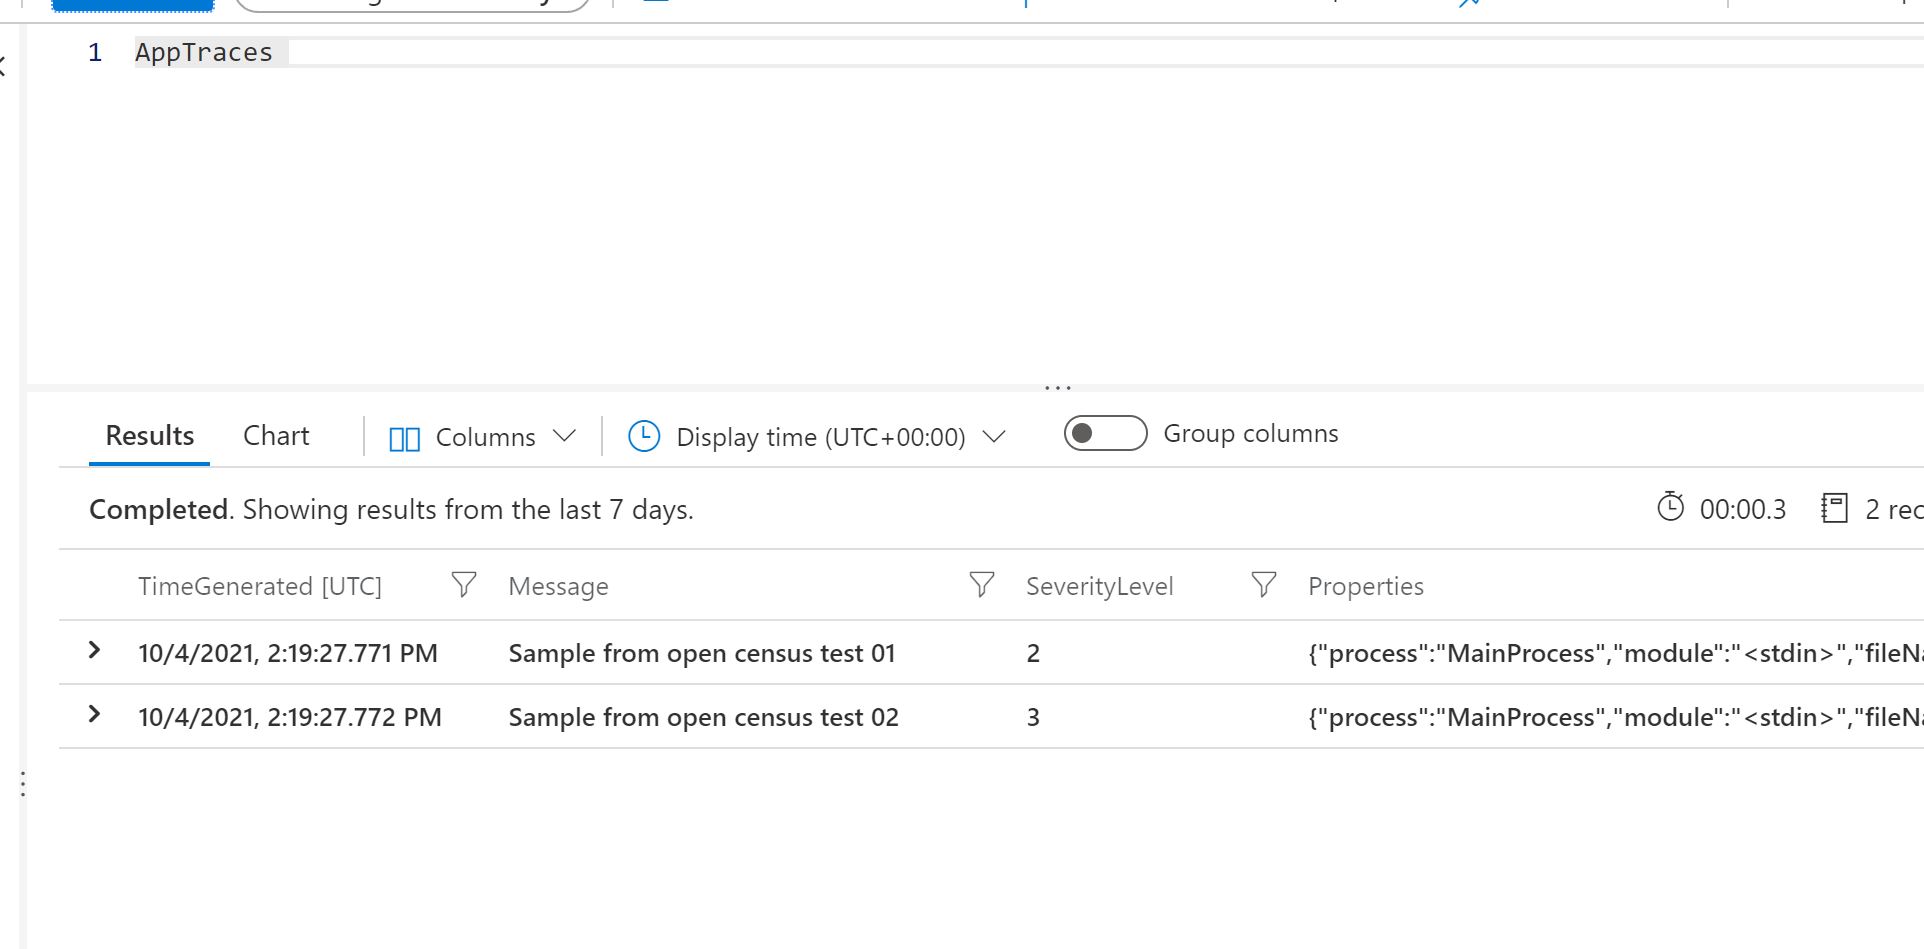 1 AppTraces
Results Chart Columns Display time (UTC+00:00) Group columns
Completed. Showing results from the last 7 days. 00:00.3 2
TimeGenerated [UTC] Message SeverityLevel Properties
10/4/2021, 2:19:27.771 PM Sample from open census test 01 2 {"process":"MainProcess","module":"<stdin>","fileNa
10/4/2021, 2:19:27.772 PM Sample from open census test 02 3 {"process":"MainProcess","module":"<stdin>","fileNa